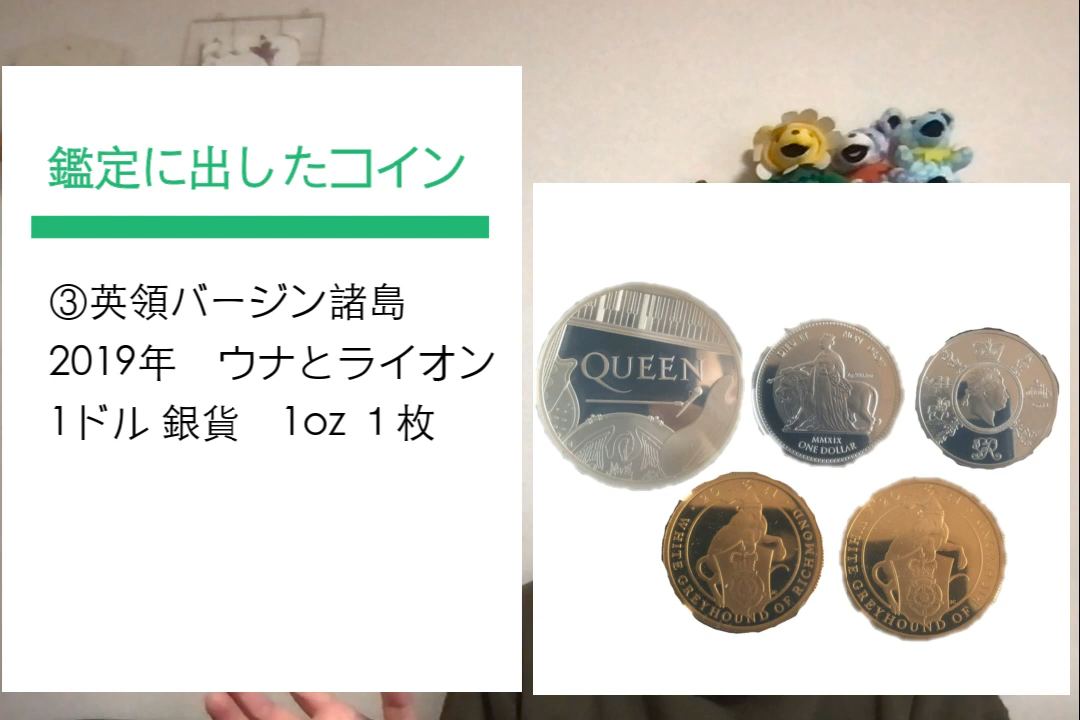 鑑定に出したコイン
③英領バージン諸島
2019年 ウナとライオン
1ドル 銀貨 1oz 1枚
QUEEN
MMXIX
ONE DOLLAR
WHITE GREYHOUND OF RICHMOND
WHITE GREYHOUND OF